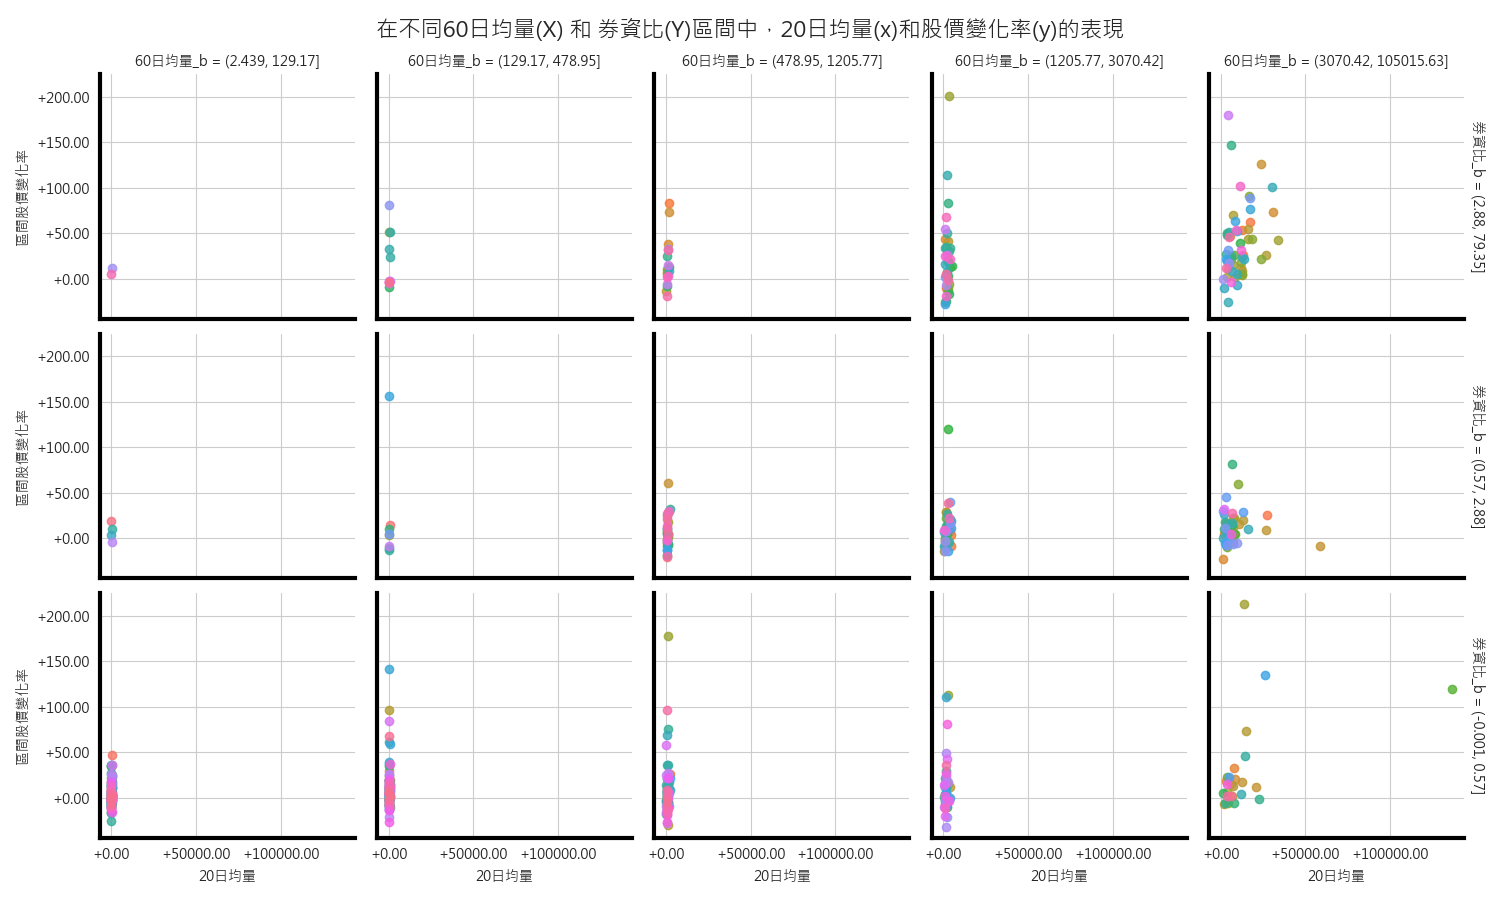 在不同60日均量(X) 和 券資比(Y)區間中，20日均量(x)和股價變化率(y)的表現
60日均量_b = (2.439, 129.17]
60日均量_b = (129.17, 478.95]
60日均量_b = (478.95, 1205.77]
60日均量_b = (1205.77, 3070.42]
60日均量_b = (3070.42, 105015.63]
+200.00
+150.00
+100.00
+50.00
+0.00
區間股價變化率
券資比_b = (2.88, 79.35]
+200.00
+150.00
+100.00
+50.00
+0.00
區間股價變化率
券資比_b = (0.57, 2.88]
+200.00
+150.00
+100.00
+50.00
+0.00
區間股價變化率
券資比_b = (-0.001, 0.57]
+0.00 +50000.00 +100000.00
+0.00 +50000.00 +100000.00
+0.00 +50000.00 +100000.00
+0.00 +50000.00 +100000.00
+0.00 +50000.00 +100000.00
20日均量
20日均量
20日均量
20日均量
20日均量